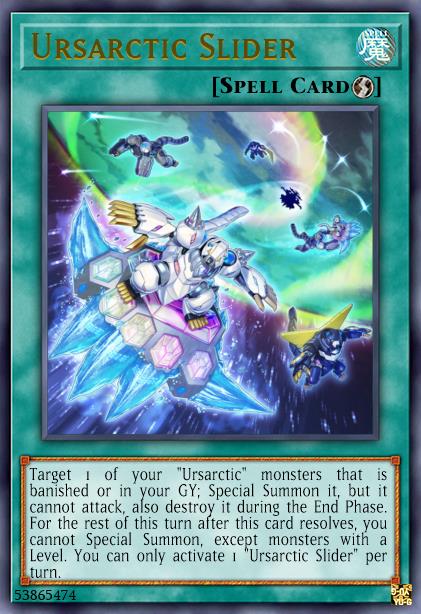 URSARCTIC SLIDER
SPELL
魔
[SPELL CARD]
Target 1 of your "Ursarctic" monsters that is
banished or in your GY; Special Summon it, but it
cannot attack, also destroy it during the End Phase.
For the rest of this turn after this card resolves, you
cannot Special Summon, except monsters with a
Level. You can only activate 1 "Ursarctic Slider" per
turn.
53865474